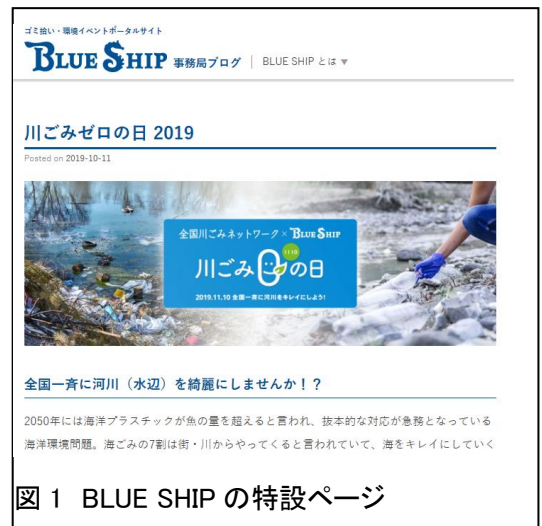 ゴミ拾い・環境イベントポータルサイト
BLUE SHIP 事務局ブログ | BLUE SHIP とは ▼
川ごみゼロの日 2019
Posted on 2019-10-11
全国川ごみネットワーク × BLUE SHIP
1110
川ごみ の日
2019.11.10 全国一斉に河川をキレイにしよう!
全国一斉に河川（水辺）を綺麗にしませんか！？
2050年には海洋プラスチックが魚の量を超えると言われ、抜本的な対応が急務となっている
海洋環境問題。海ごみの7割は街・川からやってくると言われていて、海をキレイにしていく
図 1 BLUE SHIP の特設ページ